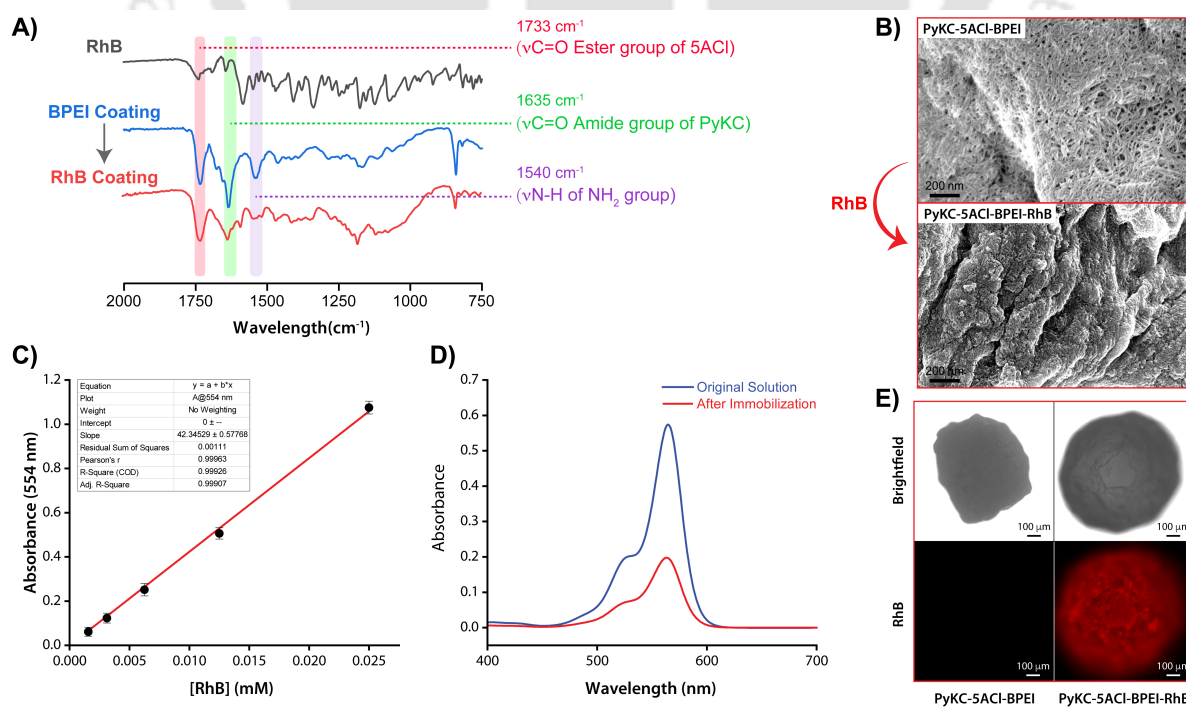 A)
RhB
BPEI Coating
RhB Coating
1733 cm⁻¹
(νC=O Ester group of 5ACl)
1635 cm⁻¹
(νC=O Amide group of PyKC)
1540 cm⁻¹
(νN-H of NH₂ group)
2000 1750 1500 1250 1000 750
Wavelength(cm⁻¹)
B)
PyKC-5ACl-BPEI
200 nm
RhB
PyKC-5ACl-BPEI-RhB
200 nm
C)
Absorbance (554 nm)
1.2
1.0
0.8
0.6
0.4
0.2
0.0
Equation y = a + b*x
Plot A@554 nm
Weight No Weighting
Intercept 0 ± --
Slope 42.34529 ± 0.57768
Residual Sum of Squares 0.00111
Pearson's r 0.99963
R-Square (COD) 0.99926
Adj. R-Square 0.99907
0.000 0.005 0.010 0.015 0.020 0.025
[RhB] (mM)
D)
Absorbance
0.7
0.6
0.5
0.4
0.3
0.2
0.1
0.0
Original Solution
After Immobilization
400 500 600 700
Wavelength (nm)
E)
Brightfield
100 μm
100 μm
RhB
100 μm
100 μm
PyKC-5ACl-BPEI
PyKC-5ACl-BPEI-RhB